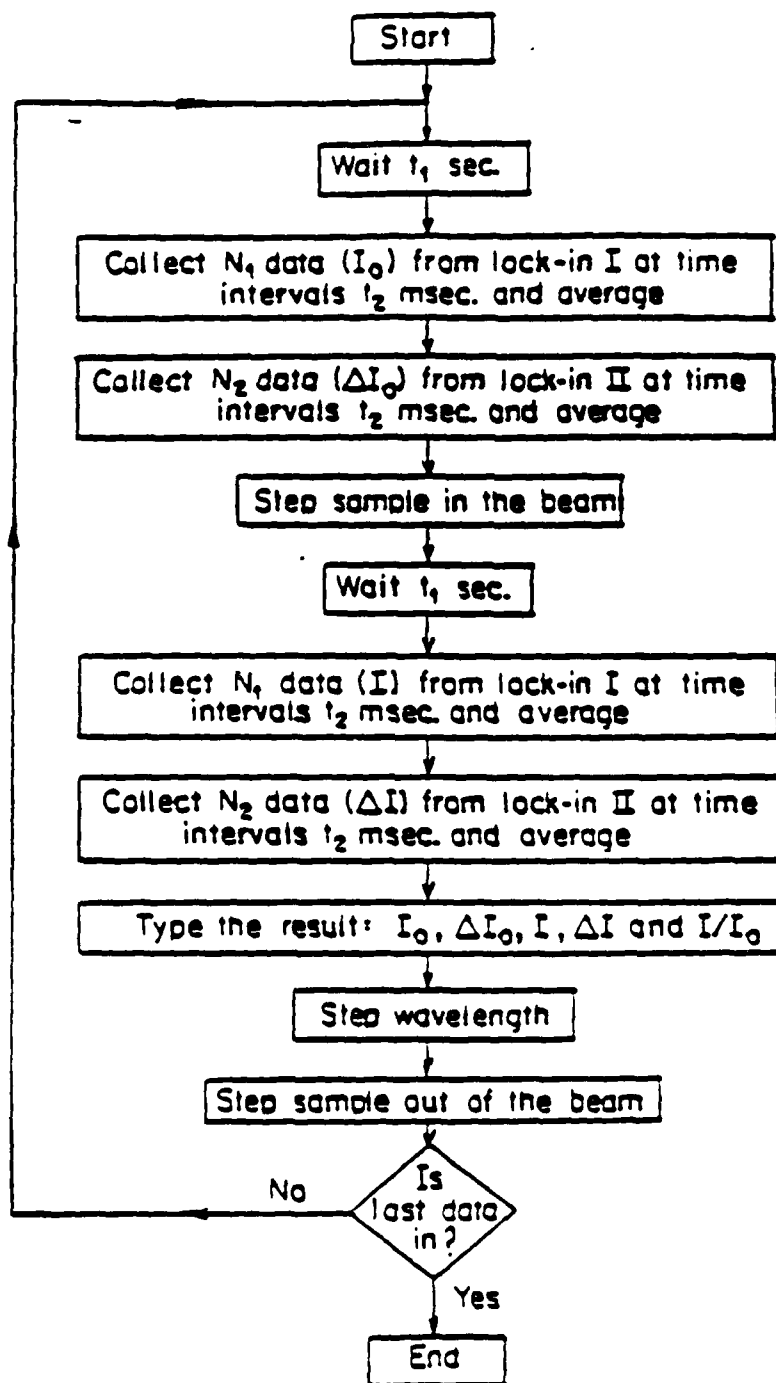 Start
Wait t₁ sec.
Collect N₁ data (I₀) from lock-in I at time
intervals t₂ msec. and average
Collect N₂ data (ΔI₀) from lock-in II at time
intervals t₂ msec. and average
Step sample in the beam
Wait t₁ sec.
Collect N₁ data (I) from lock-in I at time
intervals t₂ msec. and average
Collect N₂ data (ΔI) from lock-in II at time
intervals t₂ msec. and average
Type the result: I₀, ΔI₀, I, ΔI and I/I₀
Step wavelength
Step sample out of the beam
Is
last data
in?
No
Yes
End